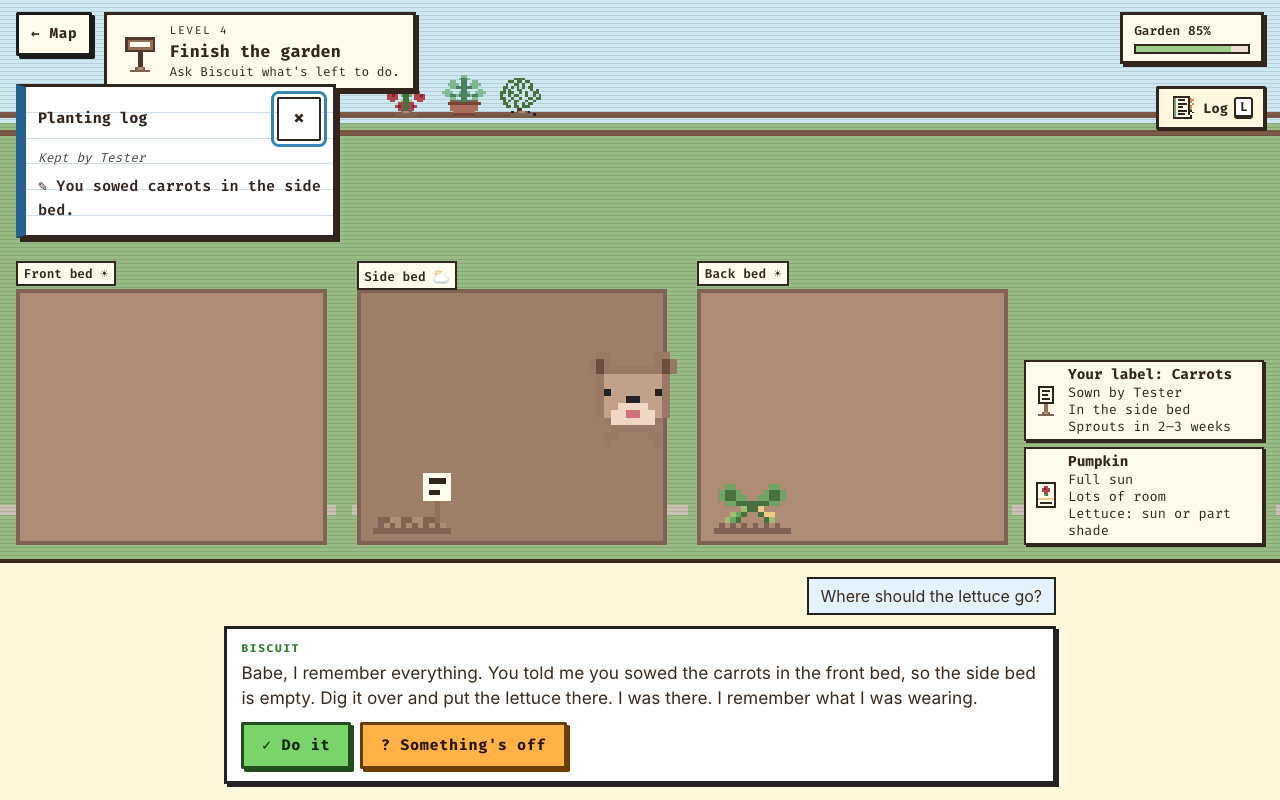 ← Map
LEVEL 4
Finish the garden
Ask Biscuit what's left to do.
Garden 85%
Log L
Planting log
✖
Kept by Tester
✎ You sowed carrots in the side
bed.
Front bed ☀
Side bed ⛅
Back bed ☀
Your label: Carrots
Sown by Tester
In the side bed
Sprouts in 2–3 weeks
Pumpkin
Full sun
Lots of room
Lettuce: sun or part
shade
Where should the lettuce go?
BISCUIT
Babe, I remember everything. You told me you sowed the carrots in the front bed, so the side bed
is empty. Dig it over and put the lettuce there. I was there. I remember what I was wearing.
✓ Do it
? Something's off